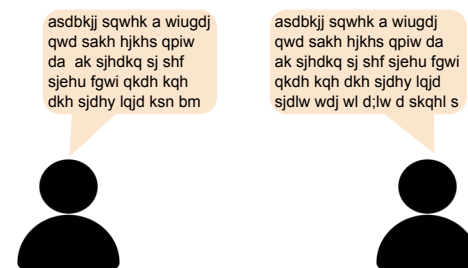 asdbkjj sqwhk a wiugdj
qwd sakh hjkhs qpiw
da  ak sjhdkq sj shf
sjehu fgwi qkdh kqh
dkh sjdhy lqjd ksn bm
asdbkjj sqwhk a wiugdj
qwd sakh hjkhs qpiw da
ak sjhdkq sj shf sjehu fgwi
qkdh kqh dkh sjdhy lqjd
sjdlw wdj wl d;lw d skqhl s